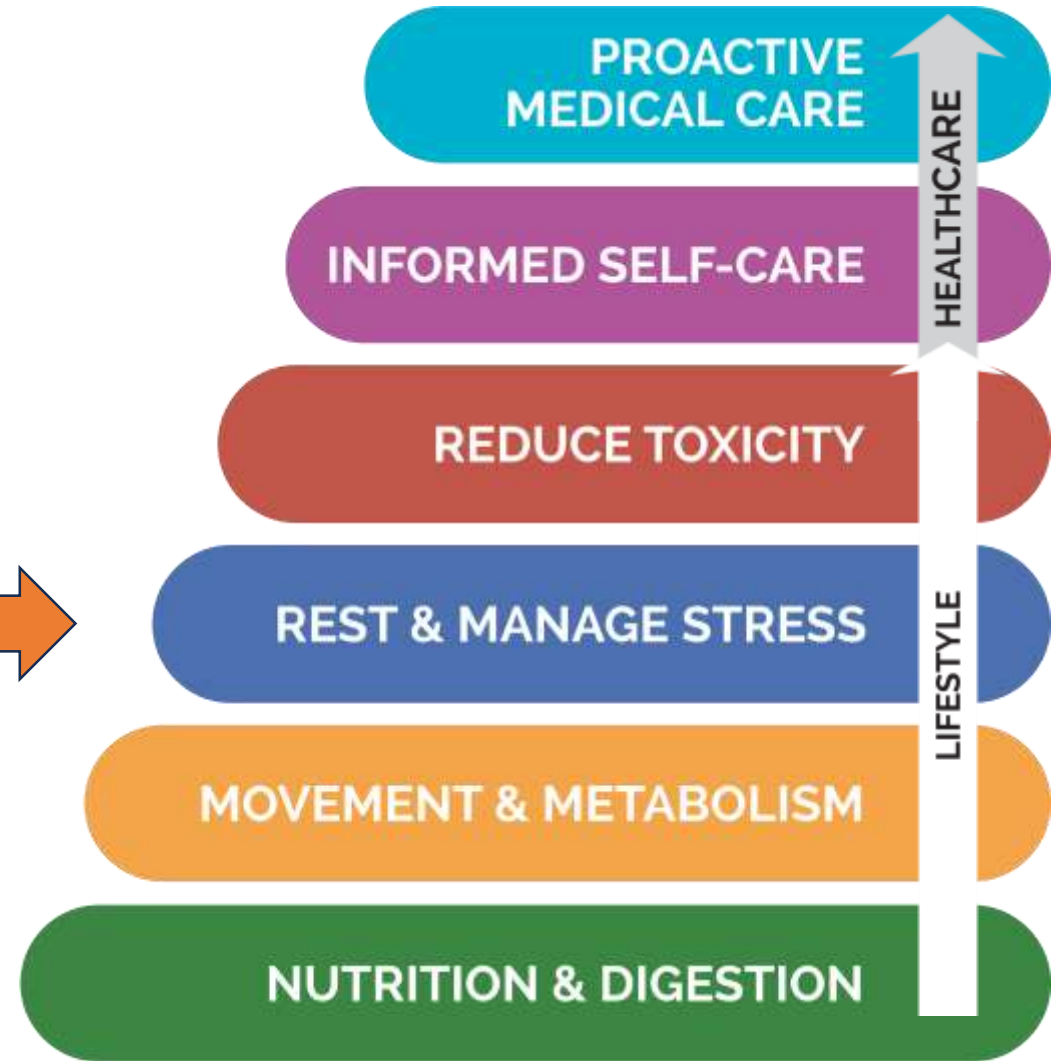 PROACTIVE
MEDICAL CARE
HEALTHCARE
INFORMED SELF-CARE
REDUCE TOXICITY
REST & MANAGE STRESS
LIFESTYLE
MOVEMENT & METABOLISM
NUTRITION & DIGESTION